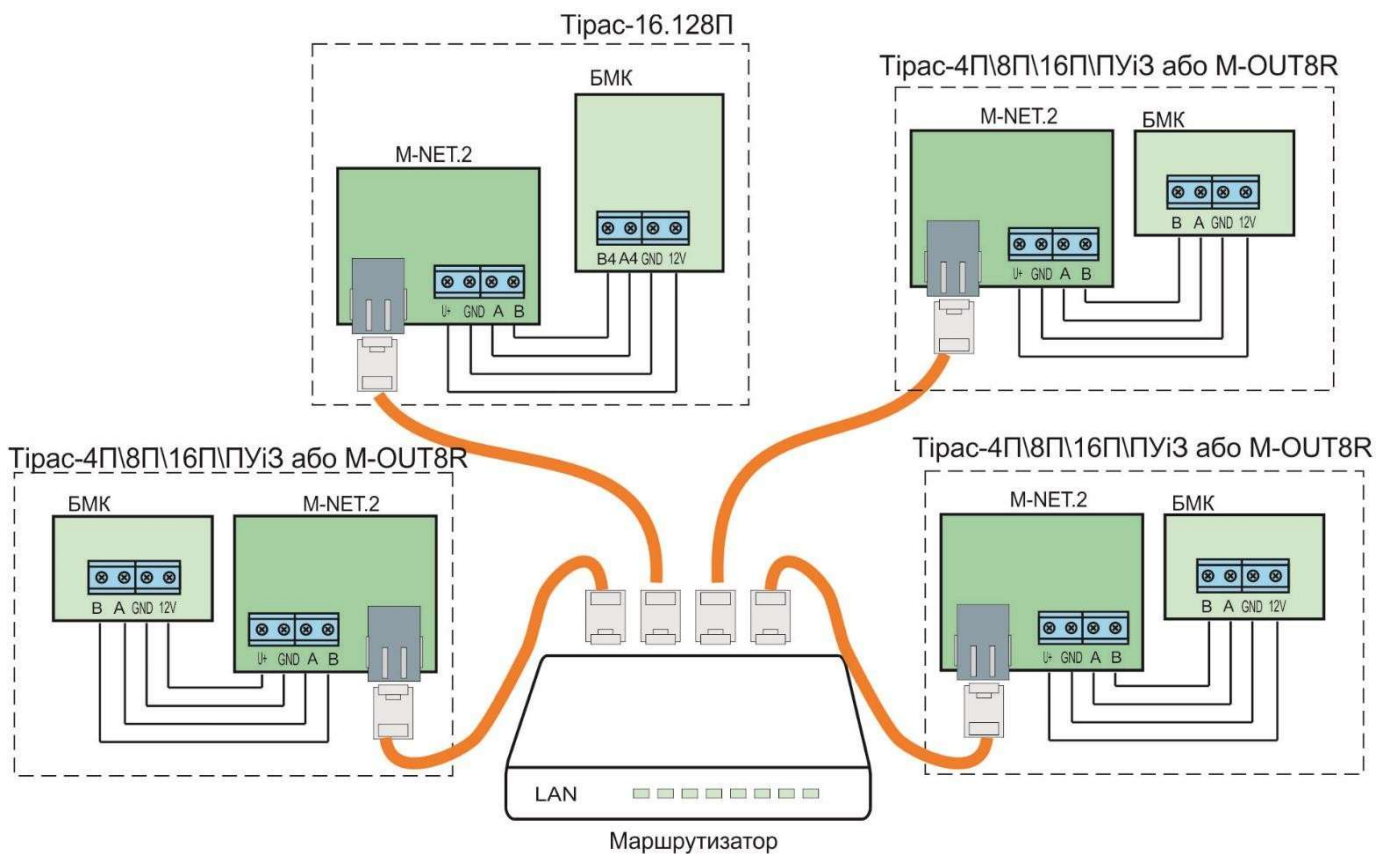 Тірас-16.128П
БМК
M-NET.2
B4 A4 GND 12V
U+ GND A B
Тірас-4П\8П\16П\ПУіЗ або M-OUT8R
M-NET.2
БМК
B A GND 12V
U+ GND A B
Тірас-4П\8П\16П\ПУіЗ або M-OUT8R
БМК
M-NET.2
B A GND 12V
U+ GND A B
Тірас-4П\8П\16П\ПУіЗ або M-OUT8R
M-NET.2
БМК
B A GND 12V
U+ GND A B
LAN
Маршрутизатор